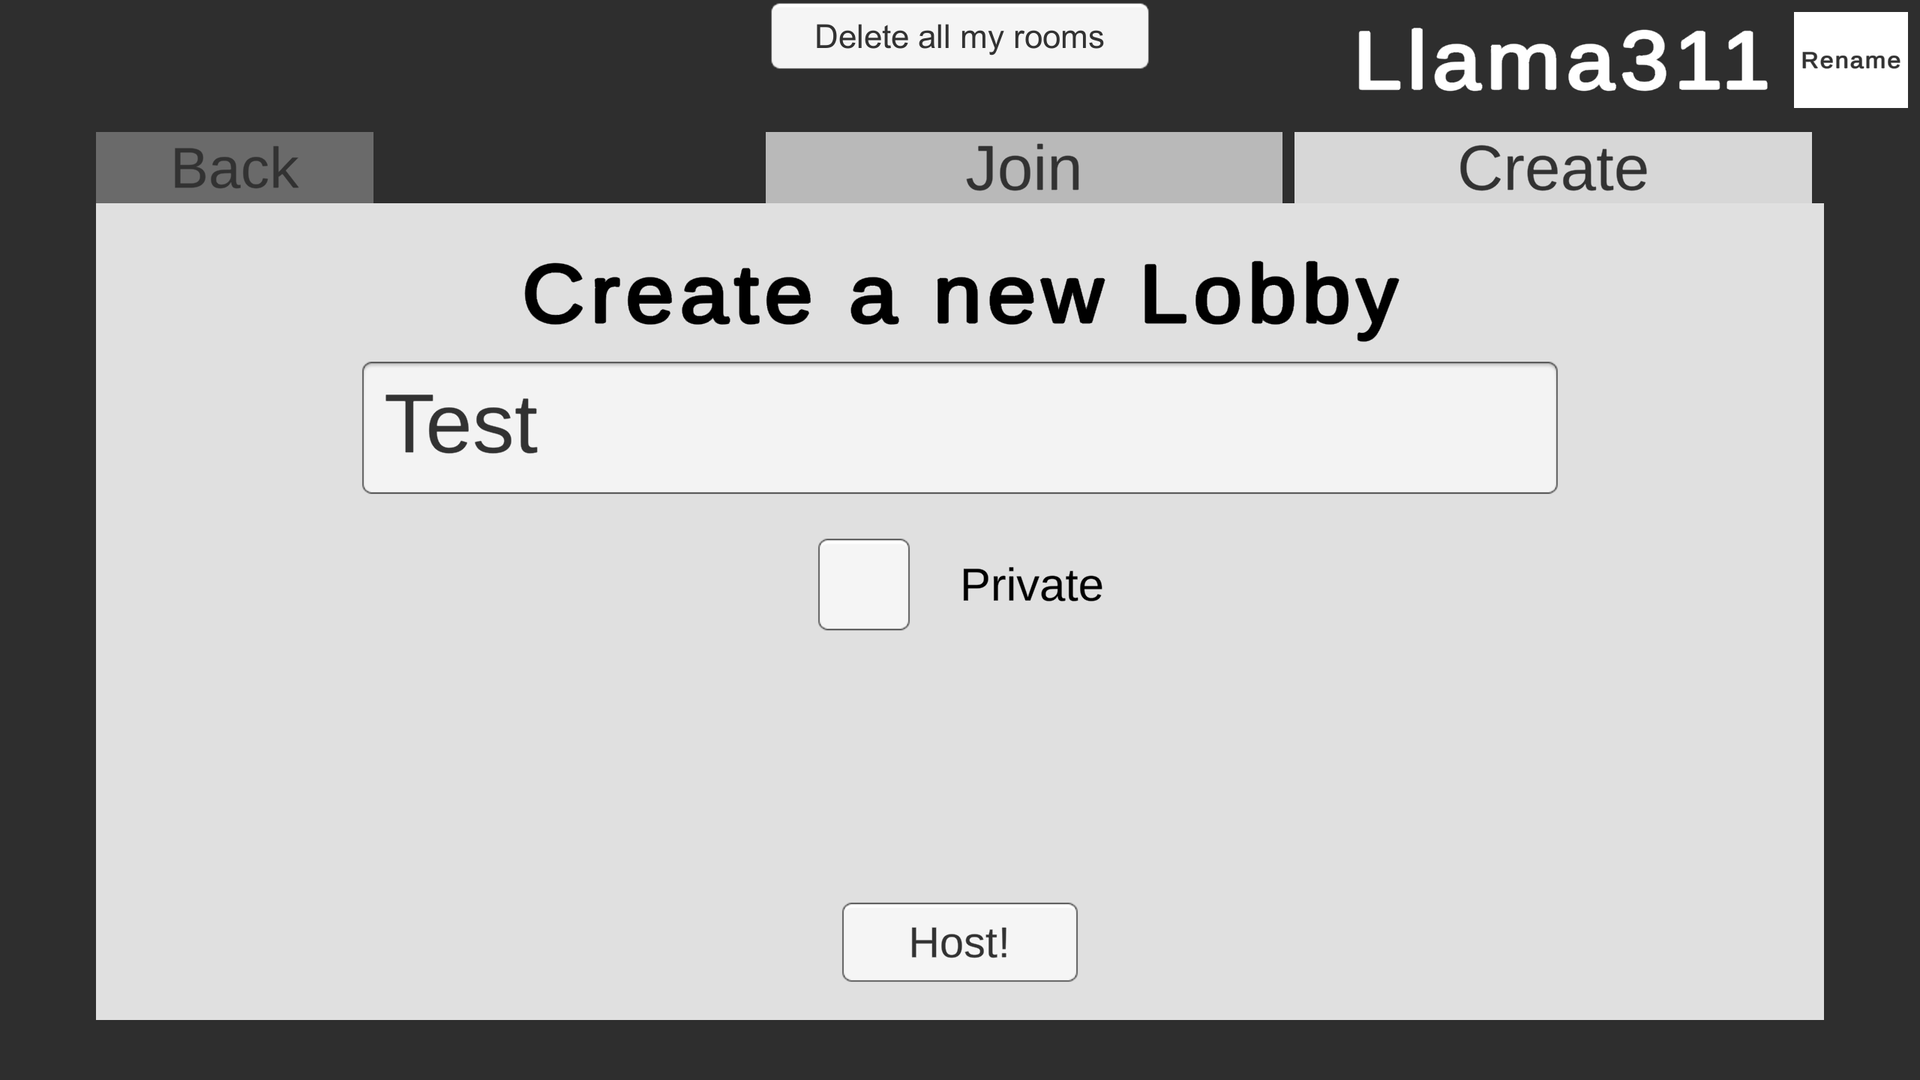 Delete all my rooms
Llama311
Rename
Back
Join
Create
Create a new Lobby
Test
Private
Host!